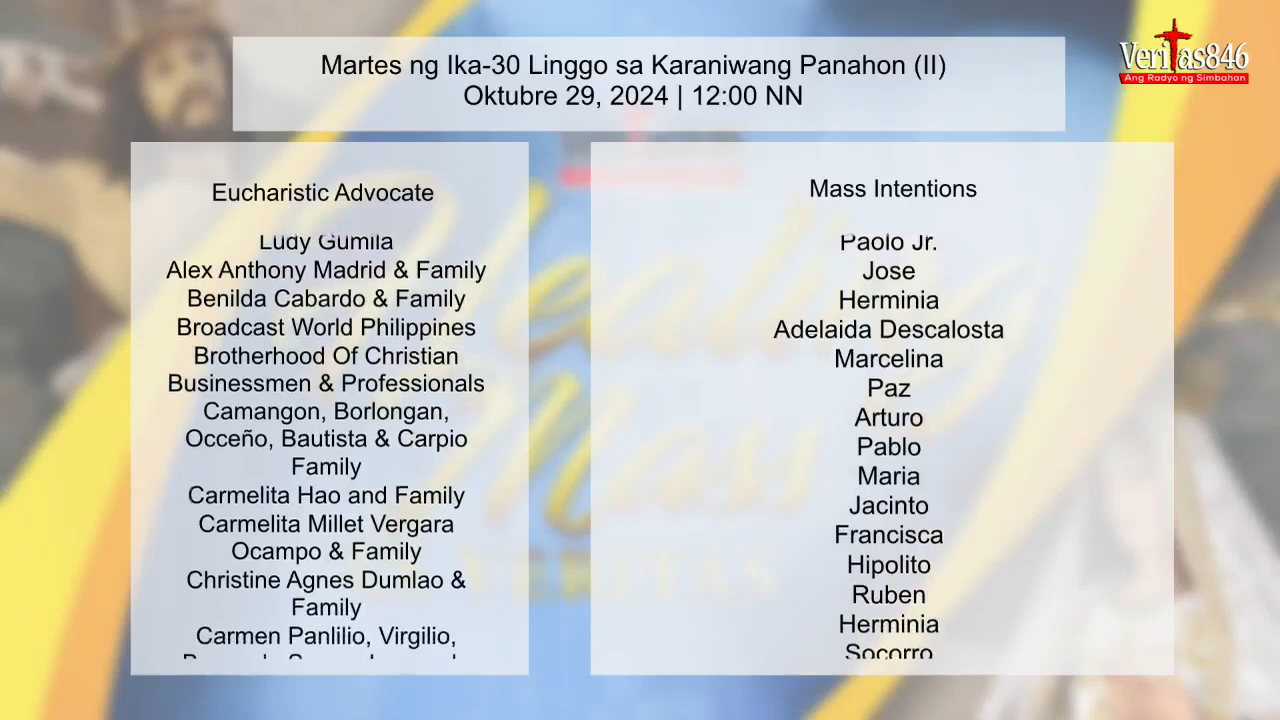 Martes ng Ika-30 Linggo sa Karaniwang Panahon (II)
Oktubre 29, 2024 | 12:00 NN
Veritas846
Ang Radyo ng Simbahan
Eucharistic Advocate
Ludy Gumila
Alex Anthony Madrid & Family
Benilda Cabardo & Family
Broadcast World Philippines
Brotherhood Of Christian
Businessmen & Professionals
Camangon, Borlongan,
Occeño, Bautista & Carpio
Family
Carmelita Hao and Family
Carmelita Millet Vergara
Ocampo & Family
Christine Agnes Dumlao &
Family
Carmen Panlilio, Virgilio,
Mass Intentions
Paolo Jr.
Jose
Herminia
Adelaida Descalosta
Marcelina
Paz
Arturo
Pablo
Maria
Jacinto
Francisca
Hipolito
Ruben
Herminia
Socorro
Healing
Mass
VERITAS